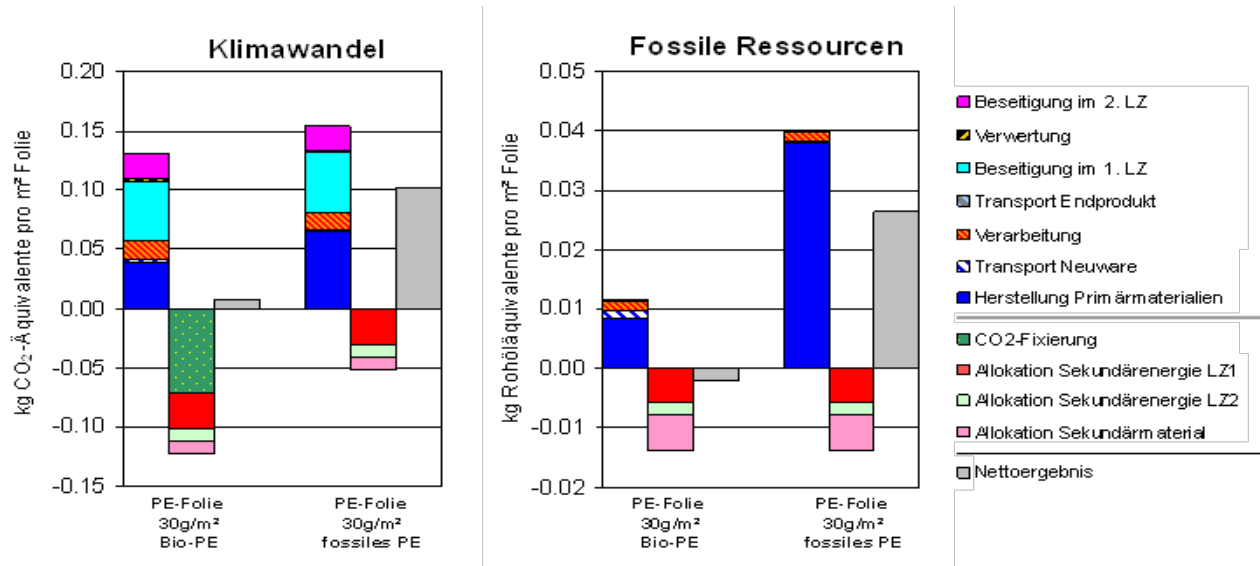 Klimawandel
kg CO₂-Äquivalente pro m² Folie
0.20
0.15
0.10
0.05
0.00
-0.05
-0.10
-0.15
PE-Folie
30g/m²
Bio-PE
PE-Folie
30g/m²
fossiles PE
Fossile Ressourcen
kg Rohöläquivalente pro m² Folie
0.05
0.04
0.03
0.02
0.01
0.00
-0.01
-0.02
PE-Folie
30g/m²
Bio-PE
PE-Folie
30g/m²
fossiles PE
Beseitigung im 2. LZ
Verwertung
Beseitigung im 1. LZ
Transport Endprodukt
Verarbeitung
Transport Neuware
Herstellung Primärmaterialien
CO2-Fixierung
Allokation Sekundärenergie LZ1
Allokation Sekundärenergie LZ2
Allokation Sekundärmaterial
Nettoergebnis